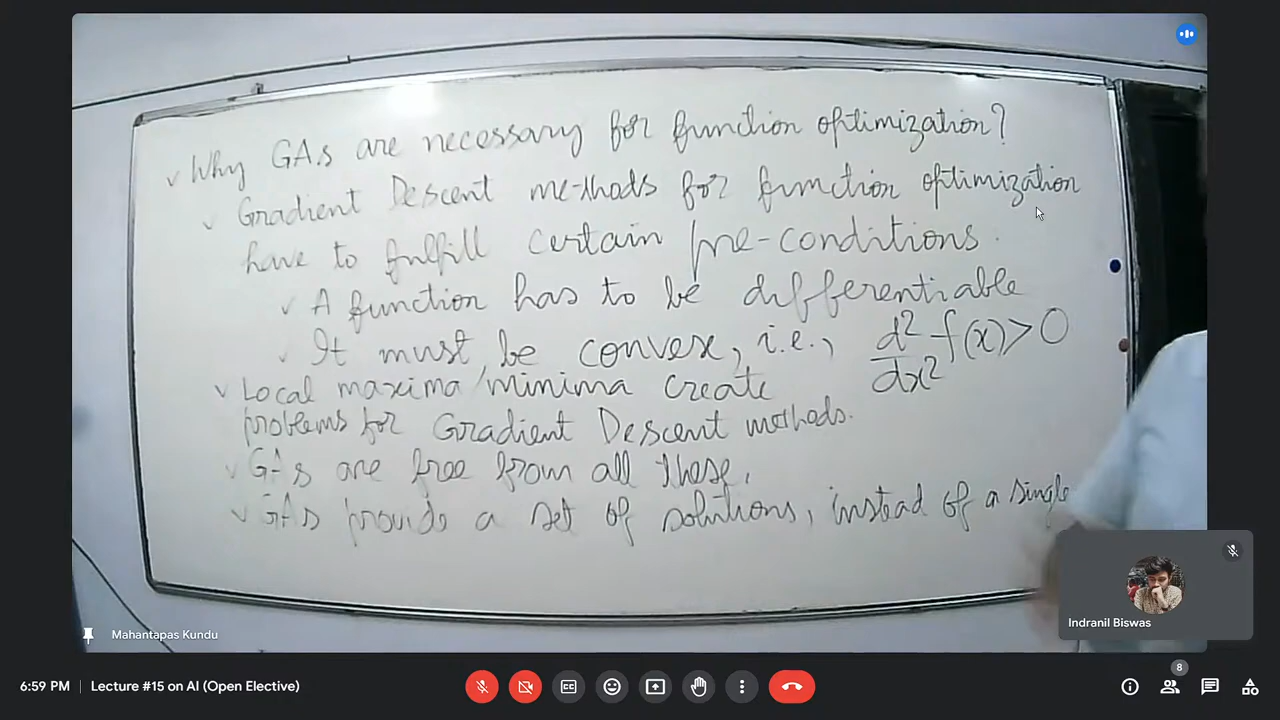 Why GAs are necessary for function optimization?
Gradient Descent methods for function optimization
have to fulfill certain pre-conditions.
A function has to be differentiable
It must be convex, i.e., d²/dx² f(x) > 0
Local maxima/minima create
problems for Gradient Descent methods.
GAs are free from all these.
GAs provide a set of solutions, instead of a single
Indranil Biswas
Mahantapas Kundu
8
6:59 PM | Lecture #15 on AI (Open Elective)